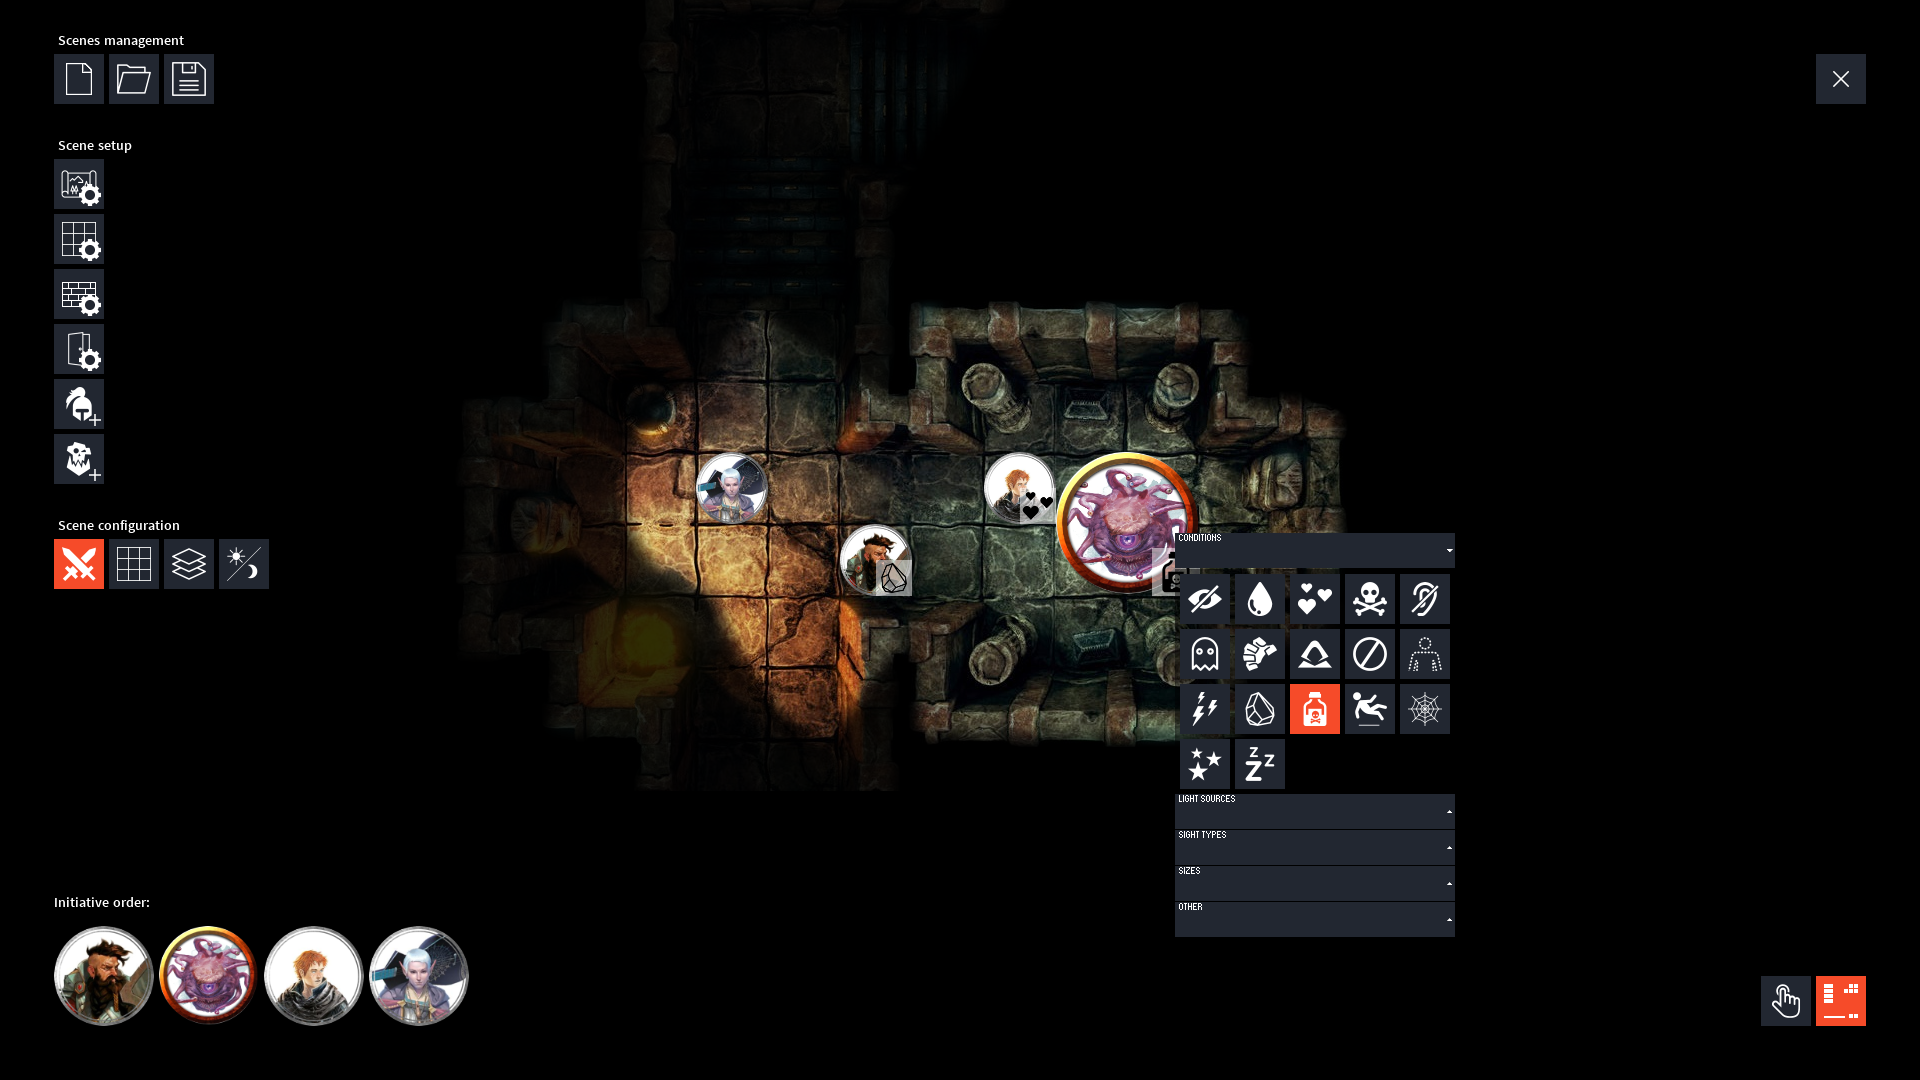 Scenes management
Scene setup
Scene configuration
CONDITIONS
z
z
Z
LIGHT SOURCES
SIGHT TYPES
SIZES
OTHER
Initiative order: